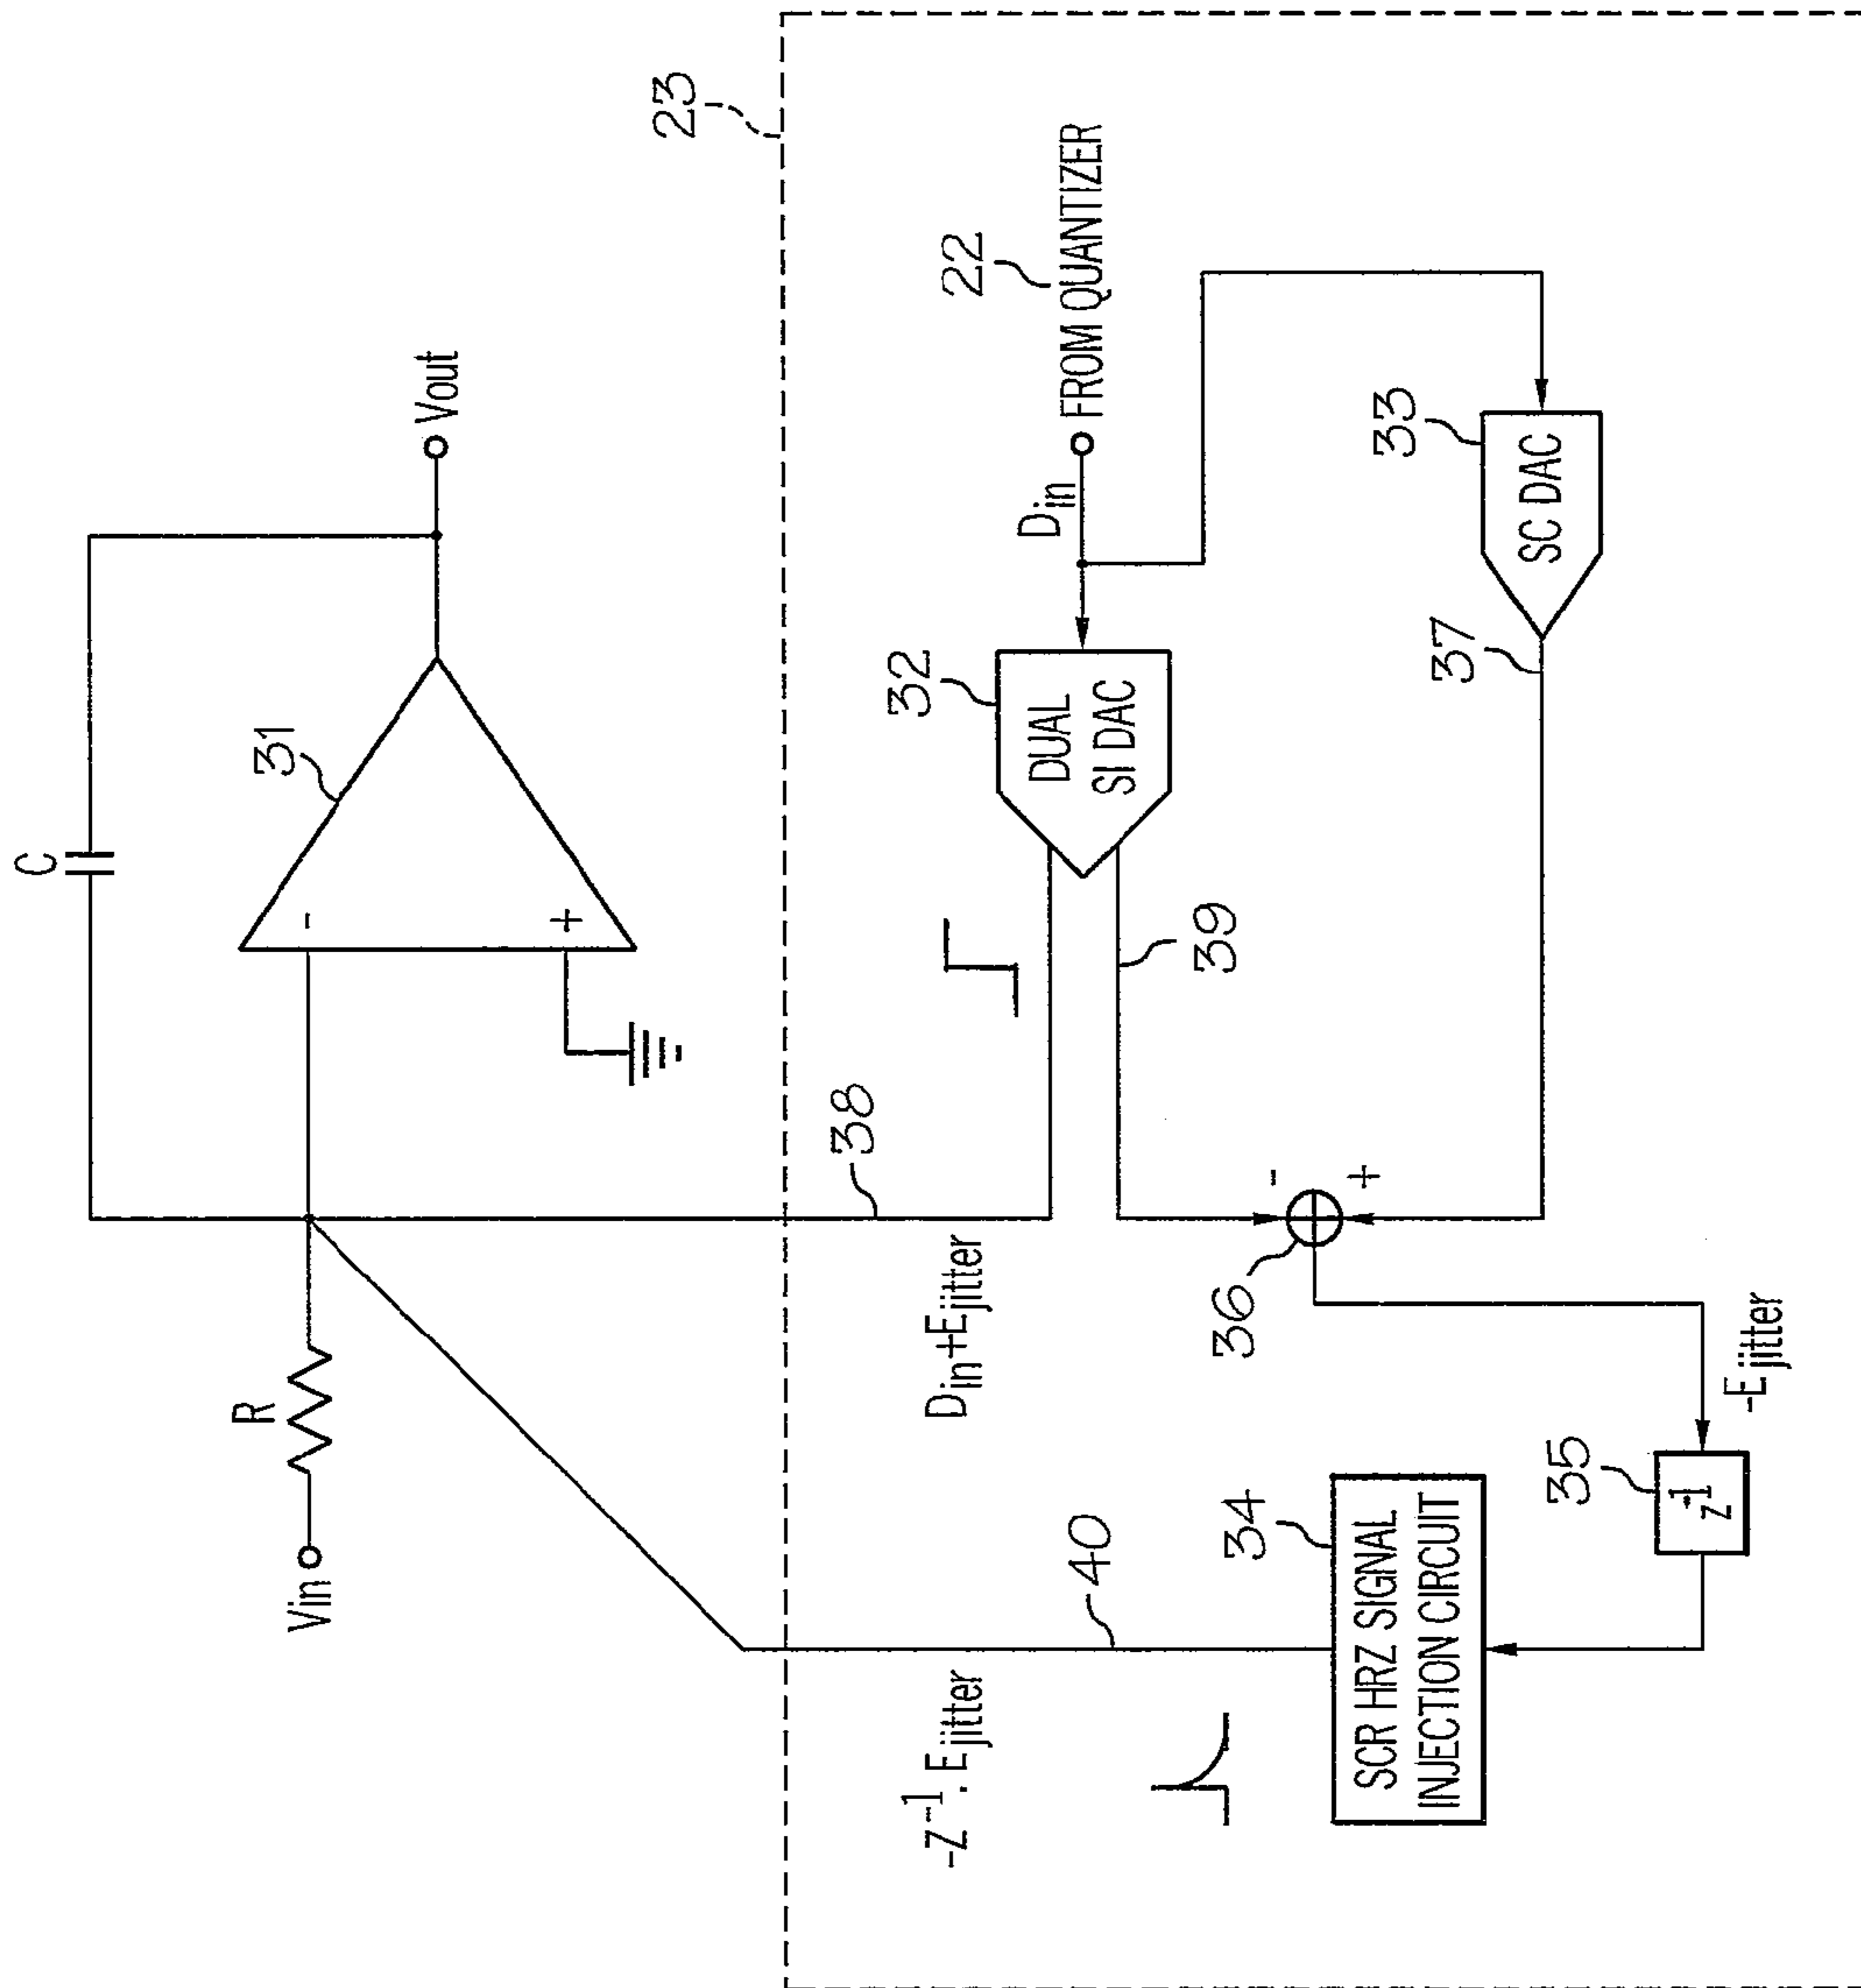 C
31
-
+
Vout
R
Vin
23
38
D_in+E_jitter
-Z^-1. E_jitter
40
32
DUAL
SI DAC
39
D_in
22
FROM QUANTIZER
33
SC DAC
37
-
+
36
-E_jitter
35
z^-1
34
SCR HRZ SIGNAL
INJECTION CIRCUIT